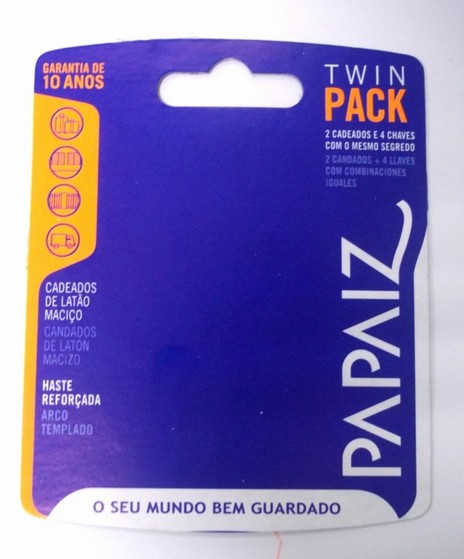 GARANTIA DE
10 ANOS
TWIN
PACK
2 CADEADOS E 4 CHAVES
COM O MESMO SEGREDO
2 CANDADOS + 4 LLAVES
COM COMBINACIONES
IGUALES
PAPAIZ
CADEADOS
DE LATÃO
MACIÇO
CANDADOS
DE LATÓN
MACIZO
HASTE
REFORÇADA
ARCO
TEMPLADO
O SEU MUNDO BEM GUARDADO